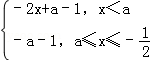 -2x+a-1, x<a
-a-1, a≤x≤-1/2